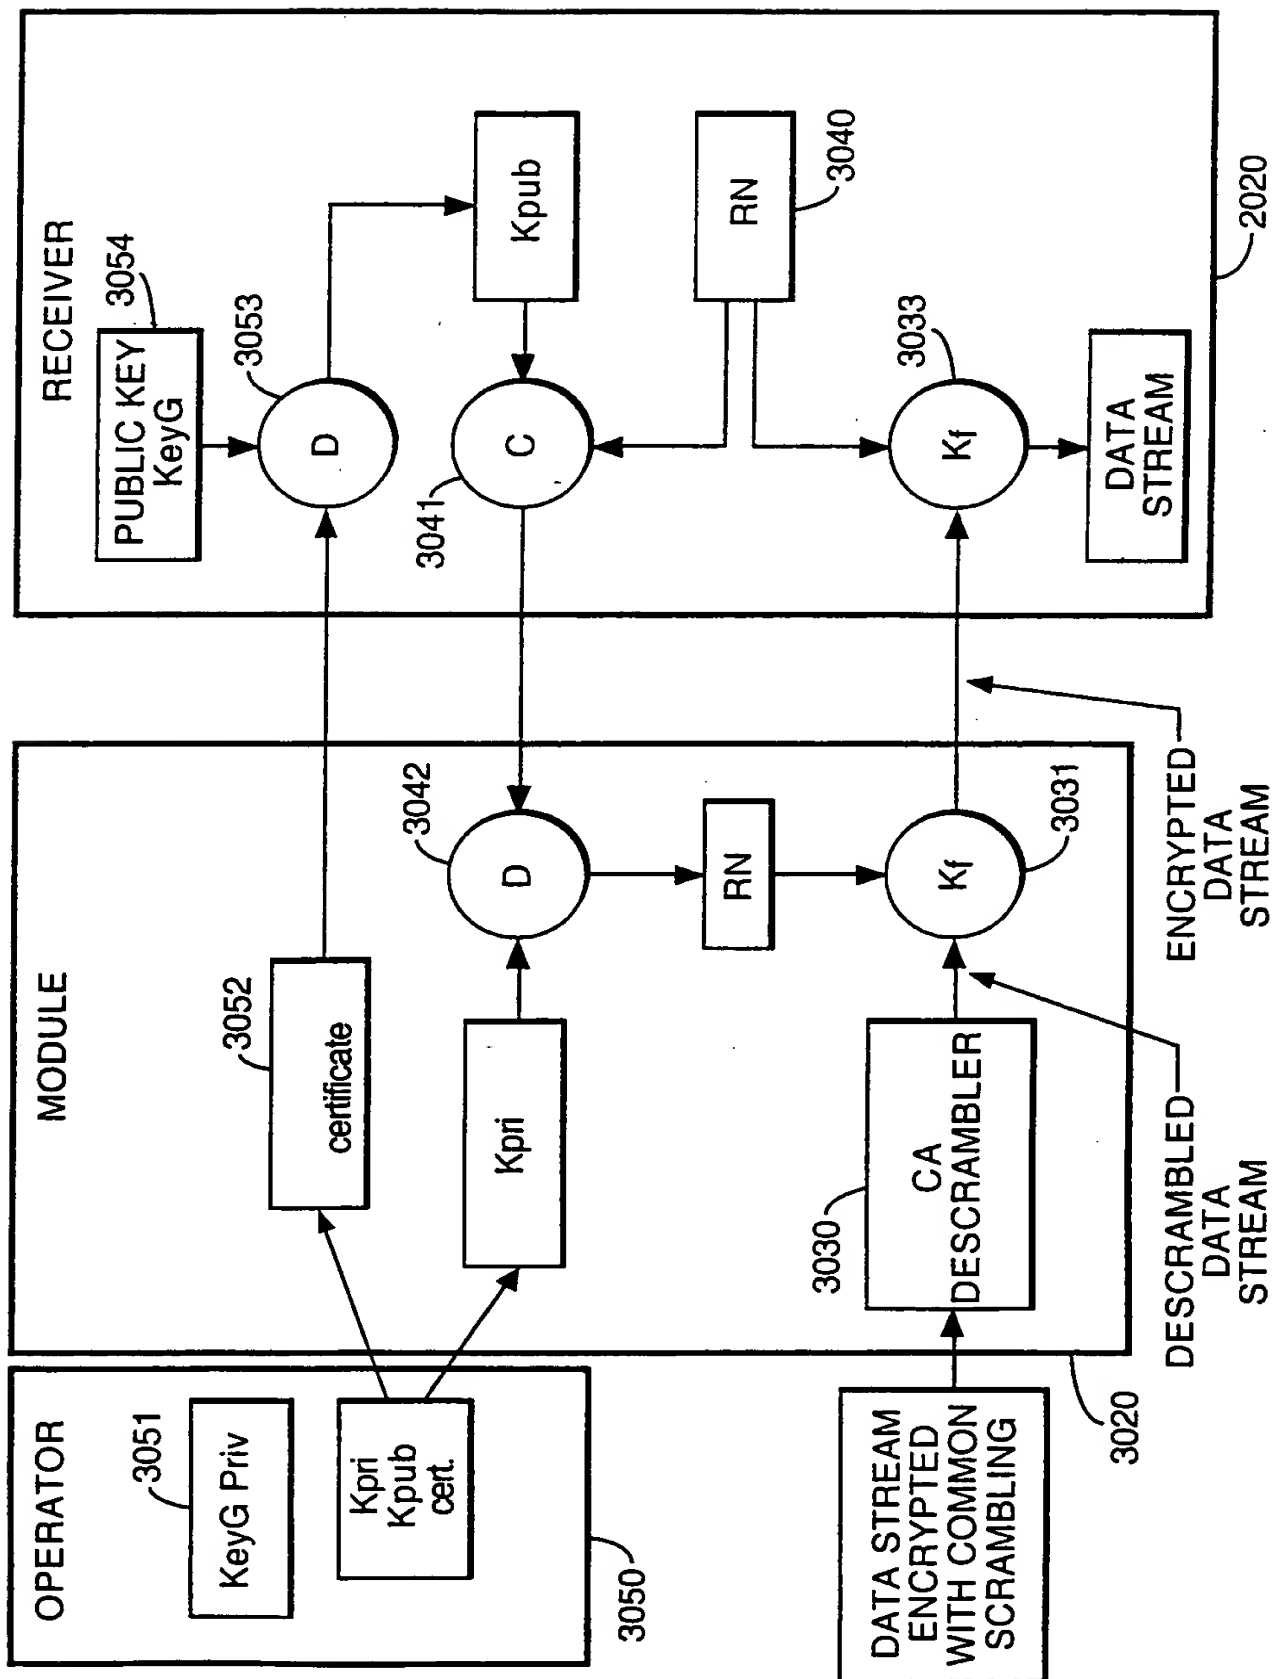 OPERATOR
3051
KeyG Priv
Kpri
Kpub
cert.
3050
DATA STREAM
ENCRYPTED
WITH COMMON
SCRAMBLING
MODULE
3052
certificate
Kpri
3042
D
RN
3030
CA
DESCRAMBLER
Kf
3031
3020
DESCRAMBLED
DATA
STREAM
ENCRYPTED
DATA
STREAM
RECEIVER
3054
PUBLIC KEY
KeyG
3053
D
Kpub
3041
C
RN
3040
3033
Kf
DATA
STREAM
2020